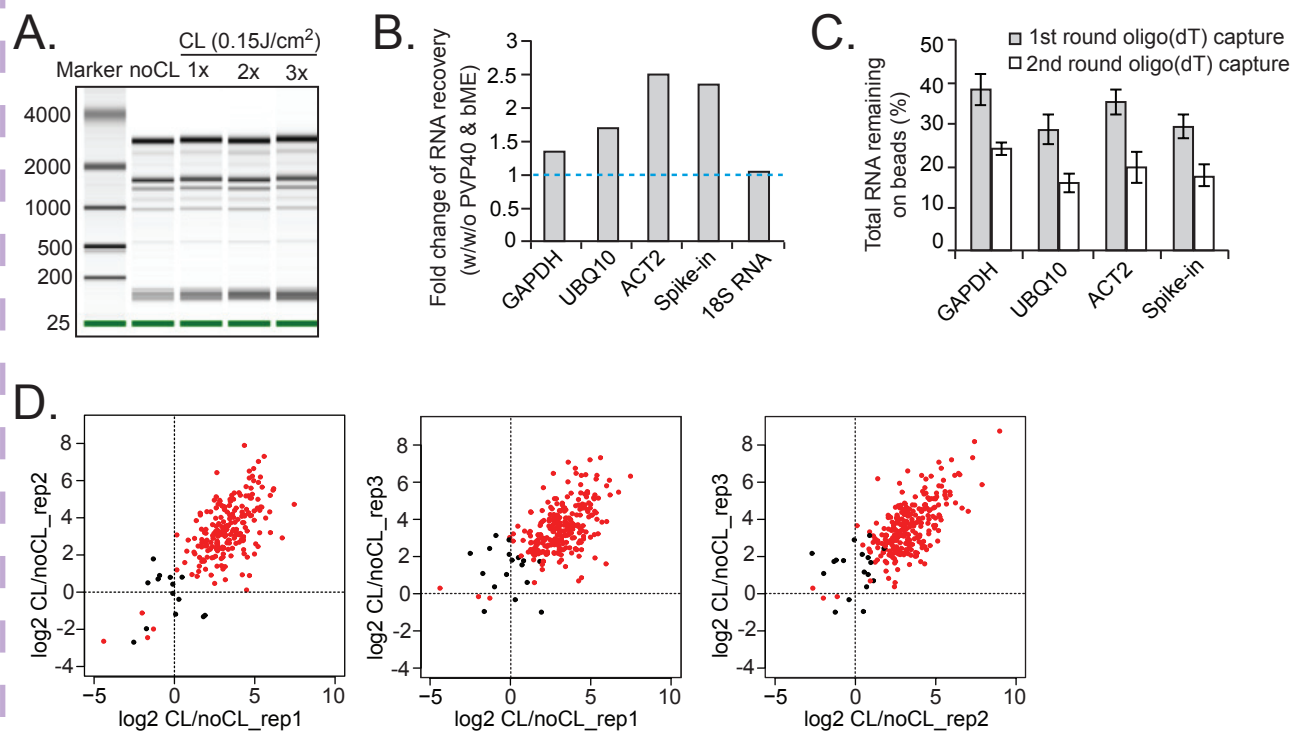 A.
CL (0.15J/cm²)
Marker noCL 1x 2x 3x
4000
2000
1000
500
200
25
B.
Fold change of RNA recovery
(w/w/o PVP40 & bME)
3
2.5
2
1.5
1
0.5
0
GAPDH
UBQ10
ACT2
Spike-in
18S RNA
C.
1st round oligo(dT) capture
2nd round oligo(dT) capture
Total RNA remaining
on beads (%)
50
40
30
20
10
0
GAPDH
UBQ10
ACT2
Spike-in
D.
log2 CL/noCL_rep2
8
6
4
2
0
-2
-4
−5 0 5 10
log2 CL/noCL_rep1
log2 CL/noCL_rep3
8
6
4
2
0
-2
-4
−5 0 5 10
log2 CL/noCL_rep1
log2 CL/noCL_rep3
8
6
4
2
0
-2
-4
−5 0 5 10
log2 CL/noCL_rep2